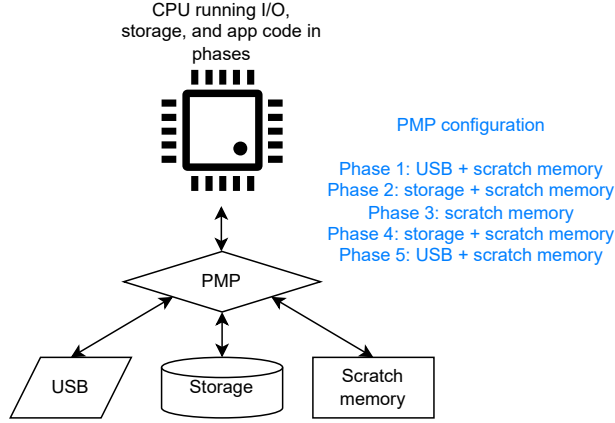 CPU running I/O,
storage, and app code in
phases
PMP configuration
Phase 1: USB + scratch memory
Phase 2: storage + scratch memory
Phase 3: scratch memory
Phase 4: storage + scratch memory
Phase 5: USB + scratch memory
PMP
USB
Storage
Scratch
memory